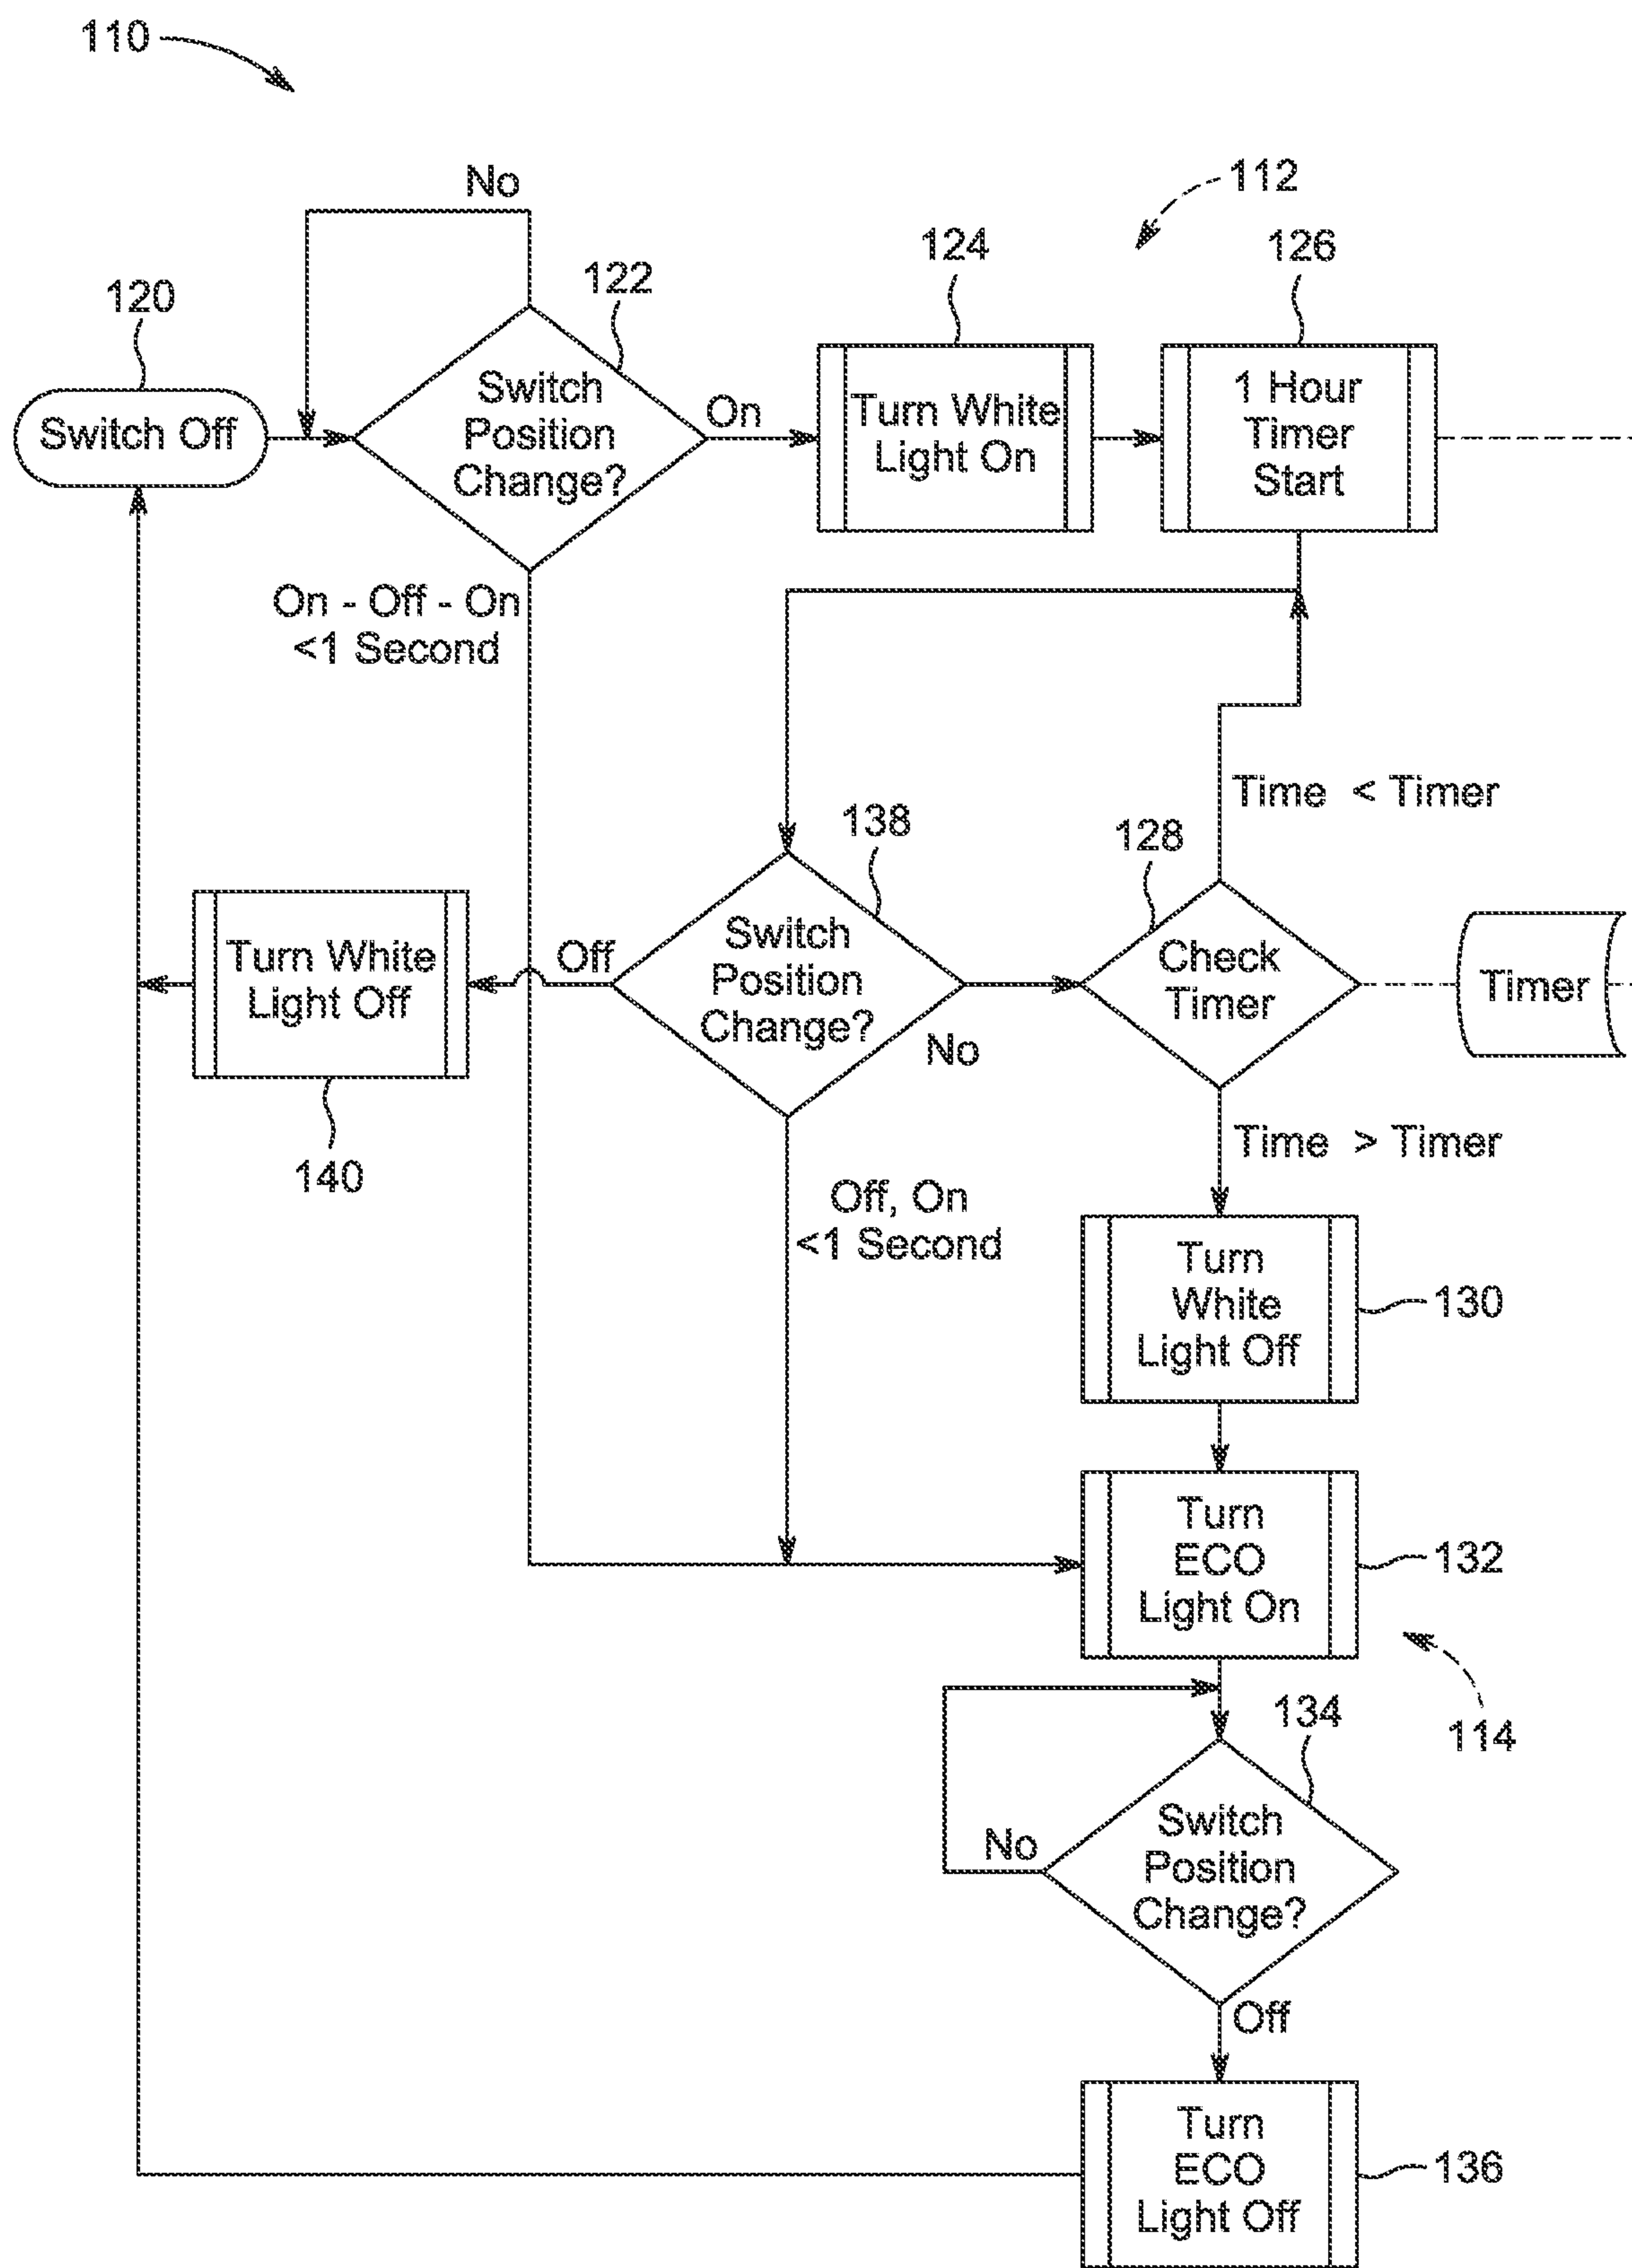 110
112
No
124
126
122
120
Switch Off
Switch
Position
Change?
On
Turn White
Light On
1 Hour
Timer
Start
On - Off - On
<1 Second
Time < Timer
138
128
Turn White
Light Off
Off
Switch
Position
Change?
No
Check
Timer
Timer
140
Time > Timer
Off, On
<1 Second
Turn
White
Light Off
130
Turn
ECO
Light On
132
114
134
No
Switch
Position
Change?
Off
Turn
ECO
Light Off
136